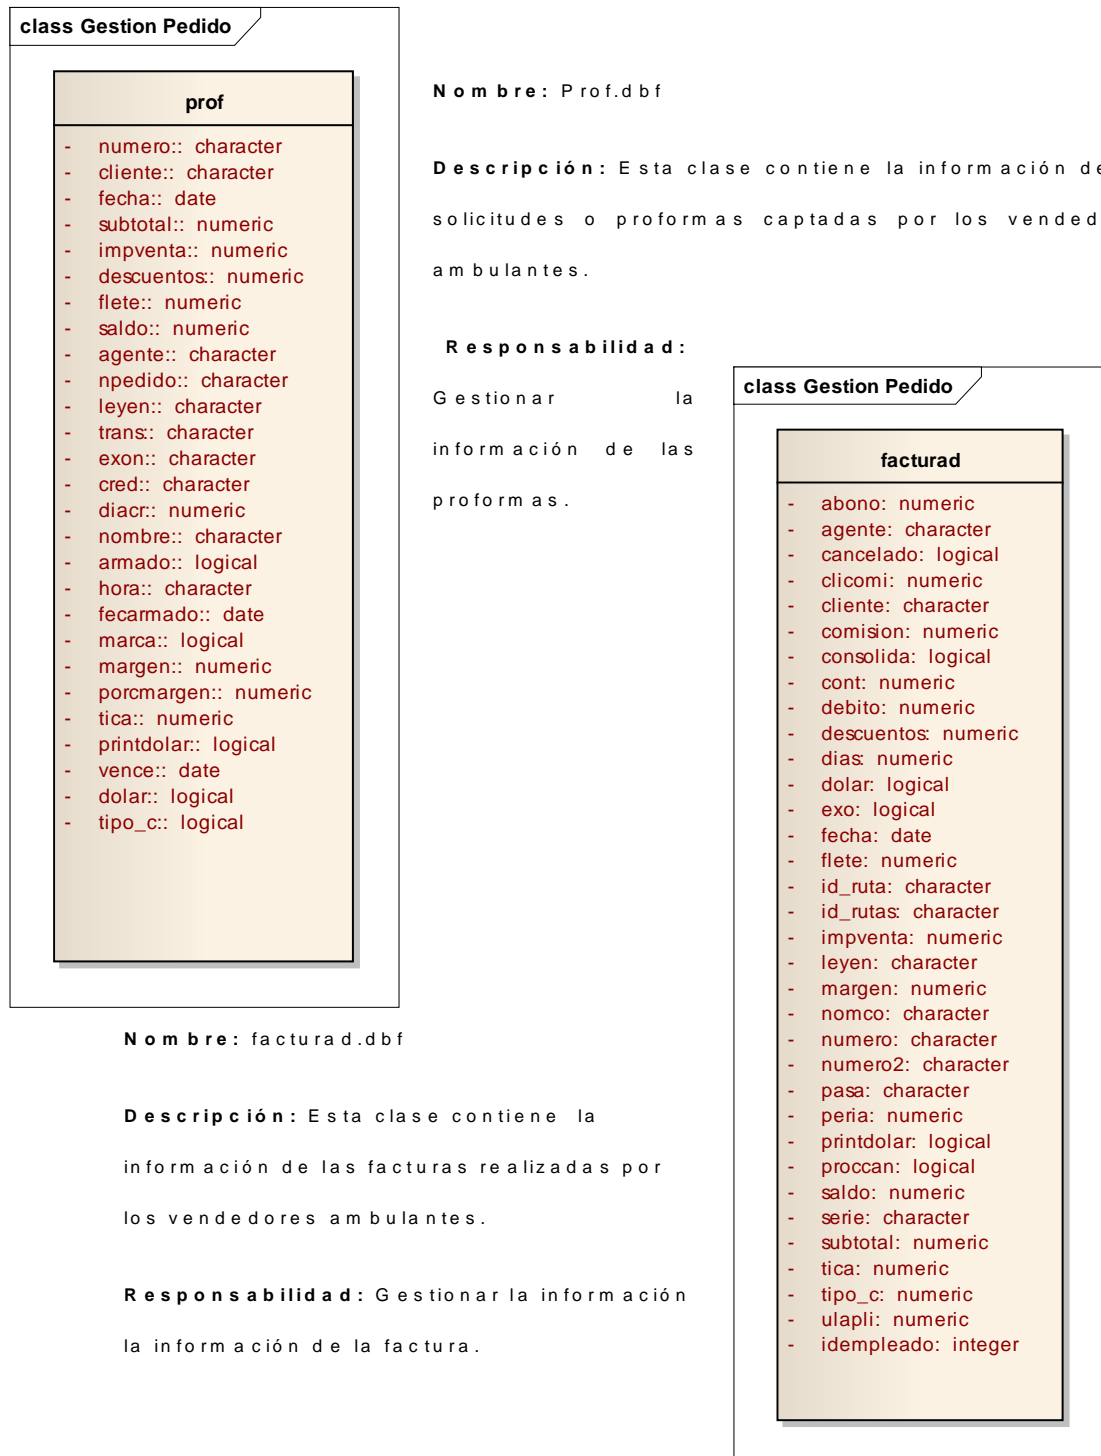 class Gestion Pedido
prof
- numero:: character
- cliente:: character
- fecha:: date
- subtotal:: numeric
- impventa:: numeric
- descuentos:: numeric
- flete:: numeric
- saldo:: numeric
- agente:: character
- npedido:: character
- leyen:: character
- trans:: character
- exon:: character
- cred:: character
- diacr:: numeric
- nombre:: character
- armado:: logical
- hora:: character
- fecarmado:: date
- marca:: logical
- margen:: numeric
- porcmargen:: numeric
- tica:: numeric
- printdolar:: logical
- vence:: date
- dolar:: logical
- tipo_c:: logical
Nombre: Prof.dbf
Descripción: Esta clase contiene la información de
solicitudes o proformas captadas por los vended
ambulantes.
Responsabilidad:
Gestionar la
información de las
proformas.
class Gestion Pedido
facturad
- abono: numeric
- agente: character
- cancelado: logical
- clicomi: numeric
- cliente: character
- comision: numeric
- consolida: logical
- cont: numeric
- debito: numeric
- descuentos: numeric
- dias: numeric
- dolar: logical
- exo: logical
- fecha: date
- flete: numeric
- id_ruta: character
- id_rutas: character
- impventa: numeric
- leyen: character
- margen: numeric
- nomco: character
- numero: character
- numero2: character
- pasa: character
- peria: numeric
- printdolar: logical
- proccan: logical
- saldo: numeric
- serie: character
- subtotal: numeric
- tica: numeric
- tipo_c: numeric
- ulapli: numeric
- idempleado: integer
Nombre: facturad.dbf
Descripción: Esta clase contiene la
información de las facturas realizadas por
los vendedores ambulantes.
Responsabilidad: Gestionar la información
la información de la factura.